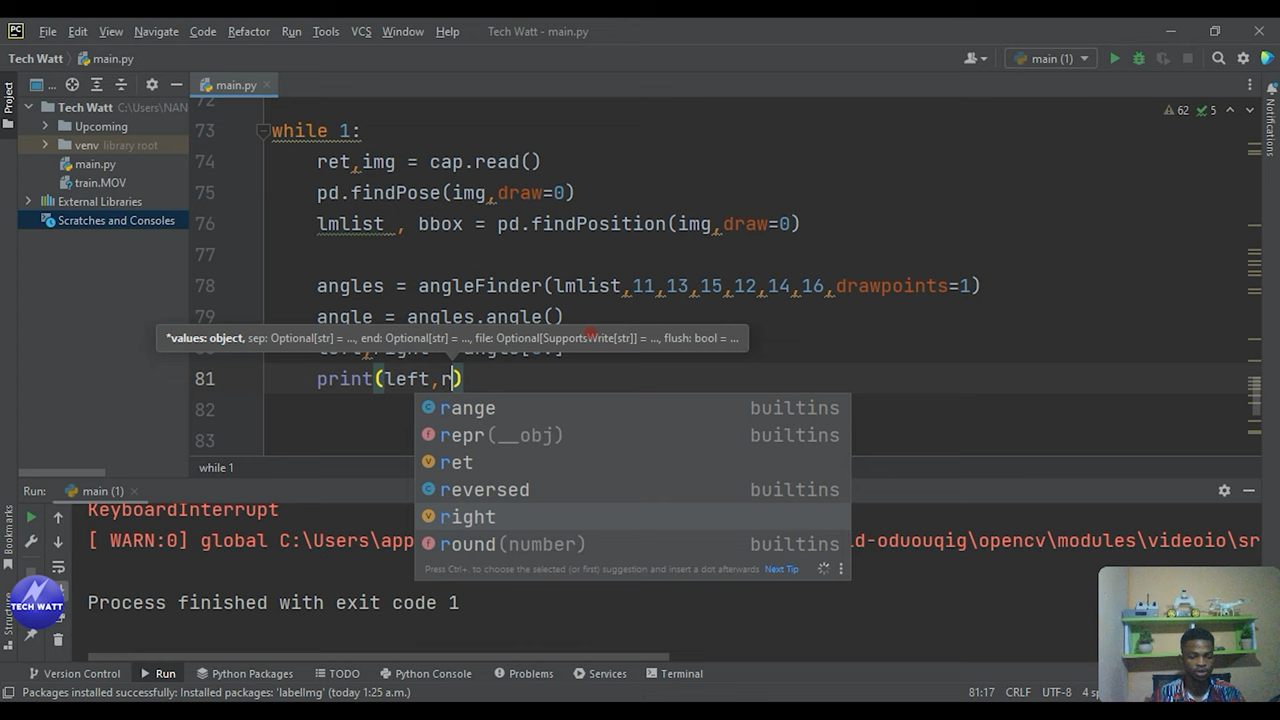 PC File Edit View Navigate Code Refactor Run Tools VCS Window Help Tech Watt - main.py
Tech Watt main.py main (1)
Project ... main.py
Tech Watt C:\Users\NAN
Upcoming
venv library root
main.py
train.MOV
External Libraries
Scratches and Consoles
Notifications
62 5
72
73 while 1:
74 ret,img = cap.read()
75 pd.findPose(img,draw=0)
76 lmlist , bbox = pd.findPosition(img,draw=0)
77
78 angles = angleFinder(lmlist,11,13,15,12,14,16,drawpoints=1)
79 angle = angles.angle()
*values: object, sep: Optional[str] = ..., end: Optional[str] = ..., file: Optional[SupportsWrite[str]] = ..., flush: bool = ...
81 print(left,r)
82
83
range builtins
repr(__obj) builtins
ret
reversed builtins
right
round(number) builtins
Press Ctrl+. to choose the selected (or first) suggestion and insert a dot afterwards Next Tip
while 1
Run: main (1)
KeyboardInterrupt
[ WARN:0] global C:\Users\app
d-oduouqig\opencv\modules\videoio\sr
Process finished with exit code 1
Bookmarks
Structure
TECH WATT
Version Control Run Python Packages TODO Python Console Problems Services Terminal
Packages installed successfully: Installed packages: 'labelImg' (today 1:25 a.m.) 81:17 CRLF UTF-8